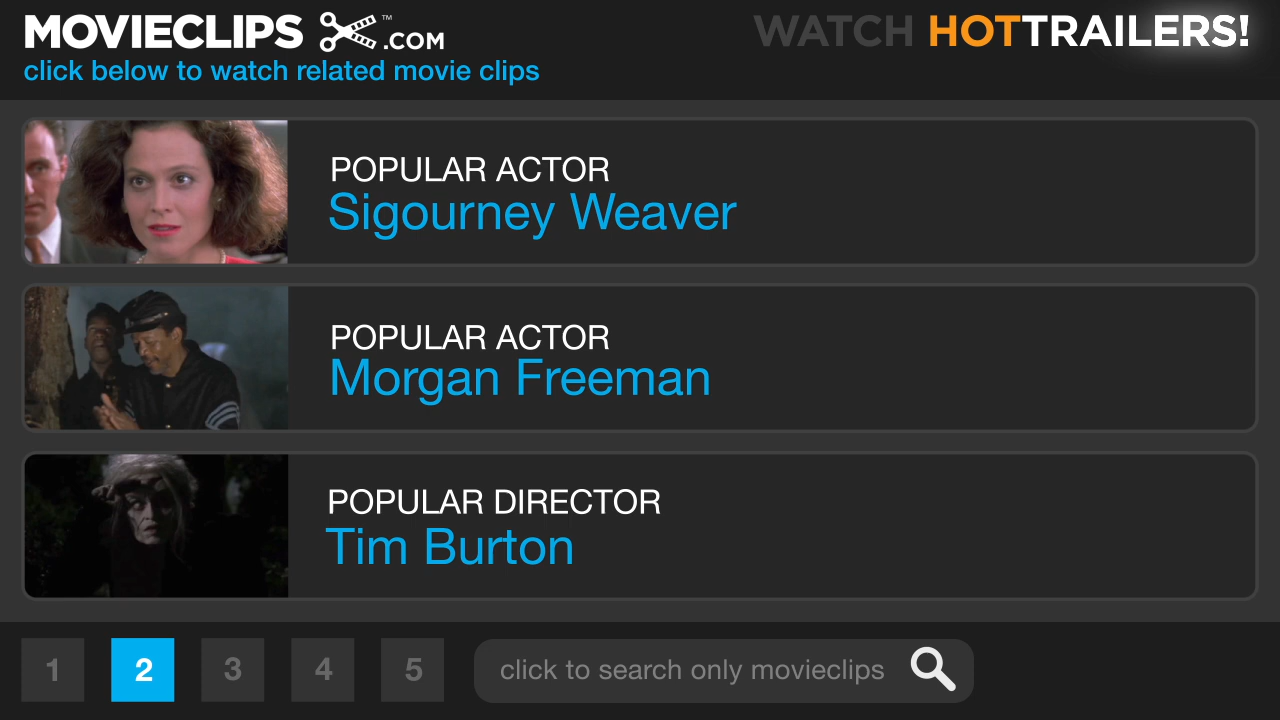 MOVIECLIPS ™ .COM
WATCH HOTTRAILERS!
click below to watch related movie clips
POPULAR ACTOR
Sigourney Weaver
POPULAR ACTOR
Morgan Freeman
POPULAR DIRECTOR
Tim Burton
1 2 3 4 5 click to search only movieclips